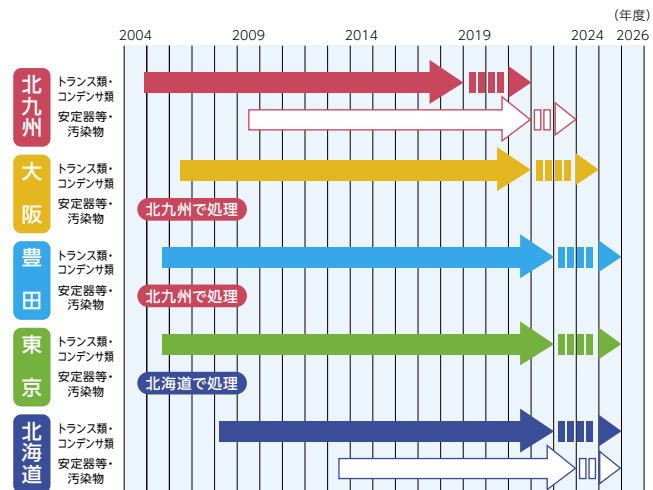 (年度)
2004 2009 2014 2019 2024 2026
北九州
トランス類・
コンデンサ類
安定器等・
汚染物
大阪
トランス類・
コンデンサ類
安定器等・
汚染物
北九州で処理
豊田
トランス類・
コンデンサ類
安定器等・
汚染物
北九州で処理
東京
トランス類・
コンデンサ類
安定器等・
汚染物
北海道で処理
北海道
トランス類・
コンデンサ類
安定器等・
汚染物